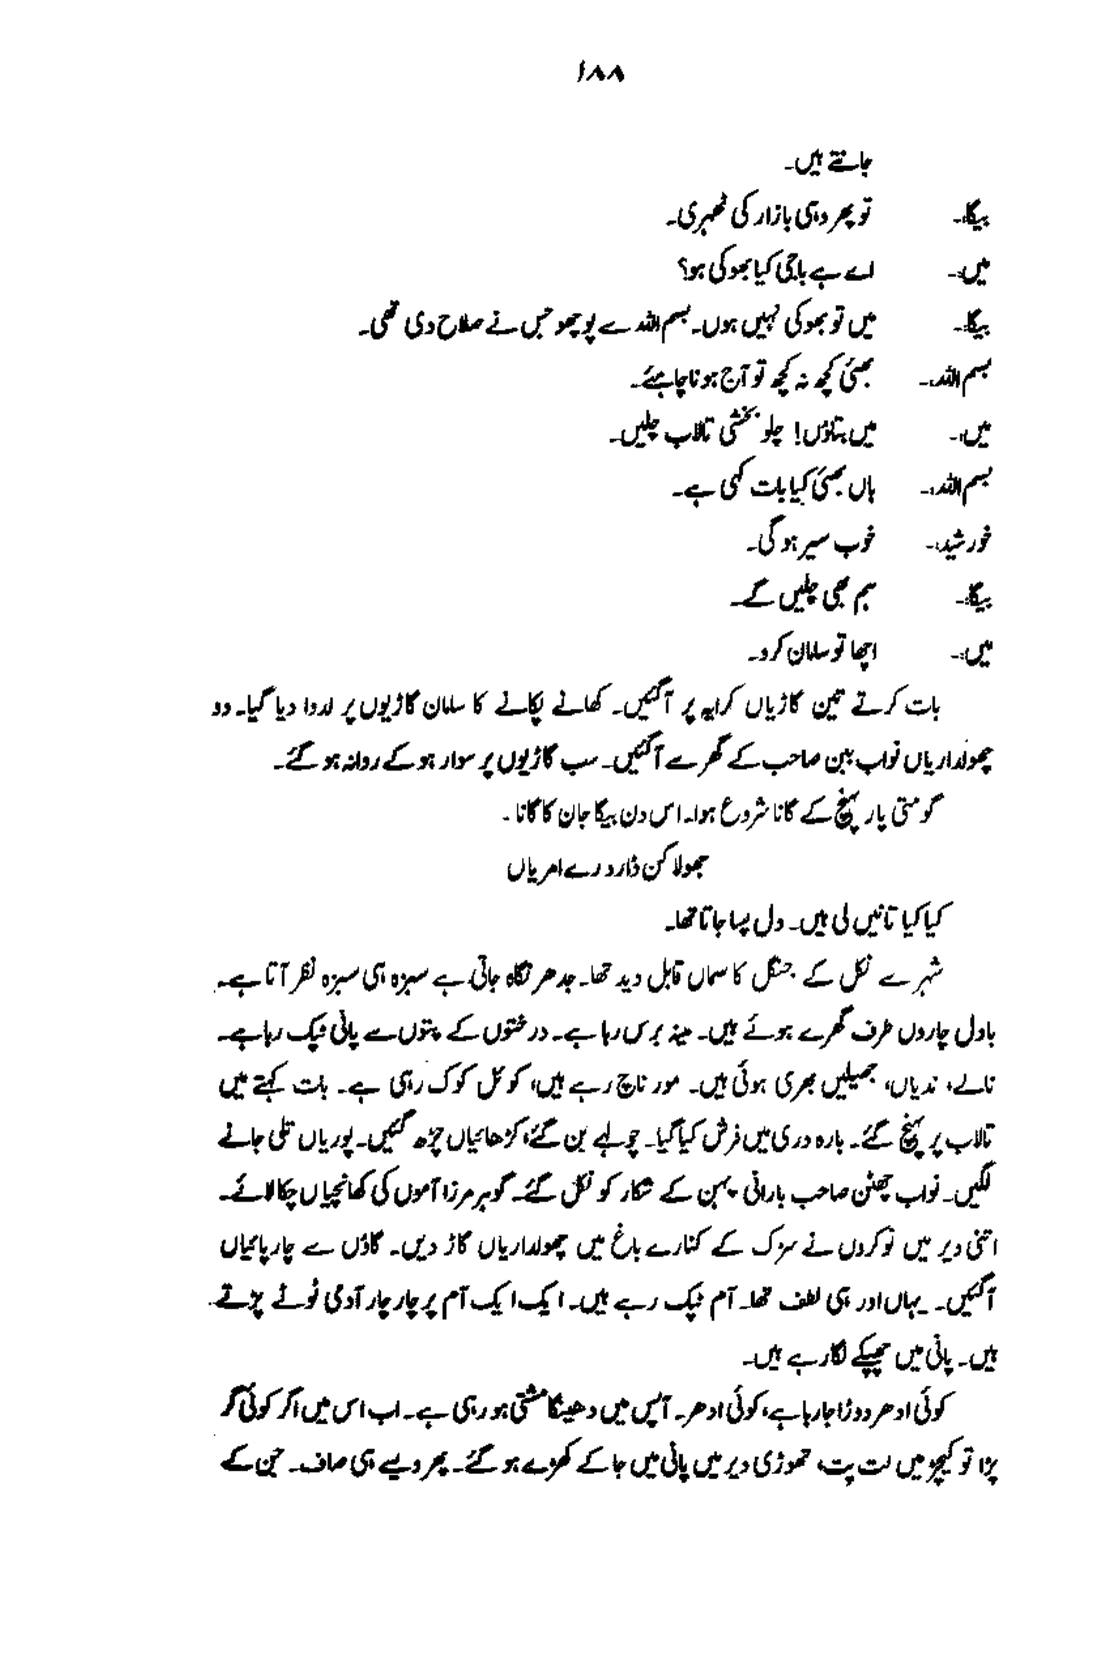 ۱۸۸
جانتے ہیں۔
بیگا:۔ تو پھر وہی بازار کی ٹھہری۔
میں:۔ اے ہے باجی کیا بھوکی ہو؟
بیگا:۔ میں تو بھوکی نہیں ہوں۔ بسم اللہ سے پوچھو جس نے صلاح دی تھی۔
بسم اللہ:۔ بھئی کچھ نہ کچھ تو آج ہونا چاہئے۔
میں:۔ میں بتاؤں! چلو بخشی تالاب چلیں۔
بسم اللہ:۔ ہاں بھئی کیا بات کہی ہے۔
خورشید:۔ خوب سیر ہو گی۔
بیگا:۔ ہم بھی چلیں گے۔
میں:۔ اچھا تو سامان کرو۔
بات کرتے تین گاڑیاں کرایہ پر آ گئیں۔ کھانے پکانے کا سامان گاڑیوں پر لدوا دیا گیا۔ دو
چھولداریاں نواب ببن صاحب کے گھر سے آ گئیں۔ سب گاڑیوں پر سوار ہو کے روانہ ہو گئے۔
گومتی پار پہنچ کے گانا شروع ہوا۔ اس دن بیگا جان کا گانا۔
جھولا کن ڈارو رے امریاں
کیا کیا تانیں لی ہیں۔ دل پسا جاتا تھا۔
شہر سے نکل کے جنگل کا سماں قابل دید تھا۔ جدھر نگاہ جاتی ہے سبزہ ہی سبزہ نظر آتا ہے۔
بادل چاروں طرف گھرے ہوئے ہیں۔ مینہ برس رہا ہے۔ درختوں کے پتوں سے پانی ٹپک رہا ہے۔
نالے، ندیاں، جھیلیں بھری ہوئی ہیں۔ مور ناچ رہے ہیں، کوئل کوک رہی ہے۔ بات کہتے میں
تالاب پر پہنچ گئے۔ بارہ دری میں فرش کیا گیا۔ چولہے بن گئے، کڑھائیاں چڑھ گئیں۔ پوریاں تلی جانے
لگیں۔ نواب چھبن صاحب بارانی پہن کے شکار کو نکل گئے۔ گوہر مرزا آموں کی کھانچیاں چکا لائے۔
اتنی دیر میں نوکروں نے سڑک کے کنارے باغ میں چھولداریاں گاڑ دیں۔ گاؤں سے چارپائیاں
آ گئیں۔ یہاں اور ہی لطف تھا۔ آم ٹپک رہے ہیں۔ ایک ایک آم پر چار چار آدمی ٹوٹے پڑتے
ہیں۔ پانی میں چھپکے لگا رہے ہیں۔
کوئی ادھر دوڑا جا رہا ہے، کوئی ادھر۔ آپس میں دھینگا مشتی ہو رہی ہے۔ اب اس میں اگر کوئی گر
پڑا تو کیچڑ میں لت پت، تھوڑی دیر میں پانی میں جا کے کھڑے ہو گئے۔ پھر ویسے ہی صاف۔ جن کے